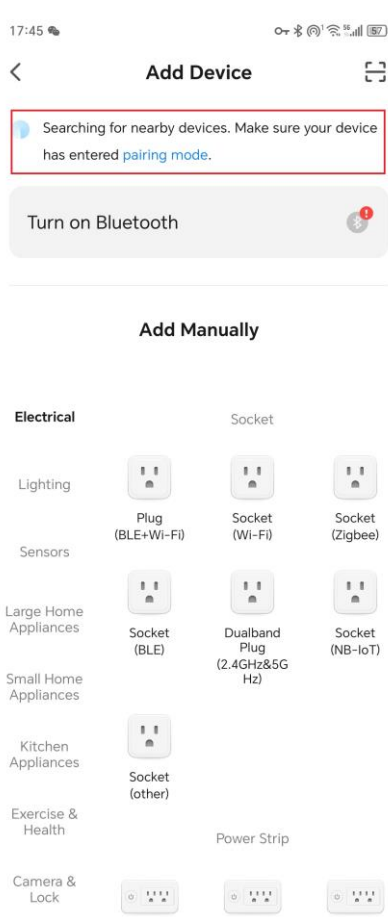 17:45
5G
57
Add Device
Searching for nearby devices. Make sure your device
has entered pairing mode.
Turn on Bluetooth
Add Manually
Electrical
Lighting
Sensors
Large Home
Appliances
Small Home
Appliances
Kitchen
Appliances
Exercise &
Health
Camera &
Lock
Socket
Plug
(BLE+Wi-Fi)
Socket
(Wi-Fi)
Socket
(Zigbee)
Socket
(BLE)
Dualband
Plug
(2.4GHz&5G
Hz)
Socket
(NB-IoT)
Socket
(other)
Power Strip